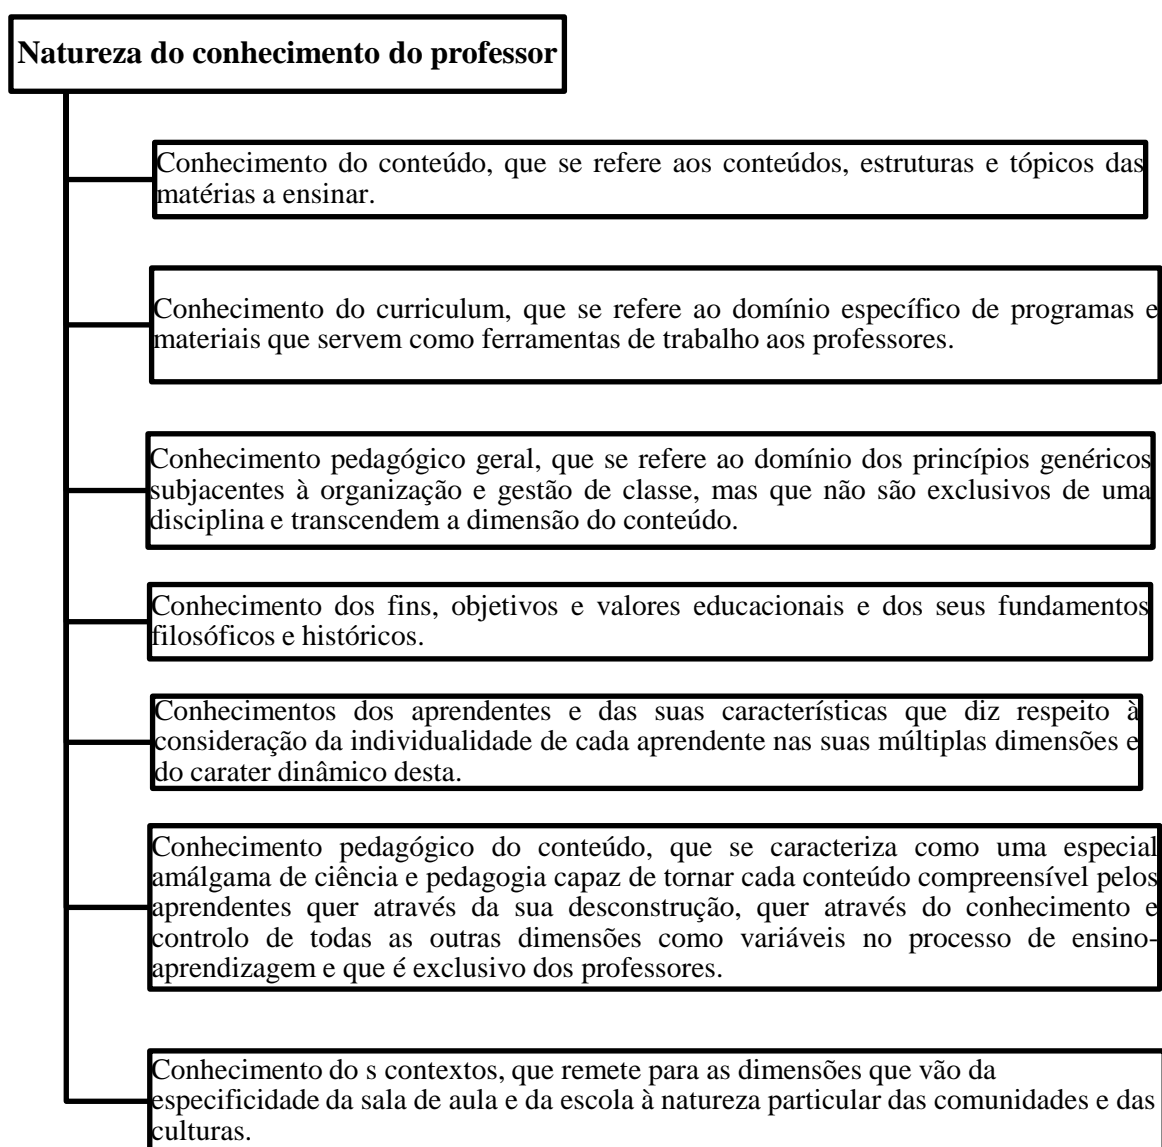 Natureza do conhecimento do professor
Conhecimento do conteúdo, que se refere aos conteúdos, estruturas e tópicos das
matérias a ensinar.
Conhecimento do curriculum, que se refere ao domínio específico de programas e
materiais que servem como ferramentas de trabalho aos professores.
Conhecimento pedagógico geral, que se refere ao domínio dos princípios genéricos
subjacentes à organização e gestão de classe, mas que não são exclusivos de uma
disciplina e transcendem a dimensão do conteúdo.
Conhecimento dos fins, objetivos e valores educacionais e dos seus fundamentos
filosóficos e históricos.
Conhecimentos dos aprendentes e das suas características que diz respeito à
consideração da individualidade de cada aprendente nas suas múltiplas dimensões e
do carater dinâmico desta.
Conhecimento pedagógico do conteúdo, que se caracteriza como uma especial
amálgama de ciência e pedagogia capaz de tornar cada conteúdo compreensível pelos
aprendentes quer através da sua desconstrução, quer através do conhecimento e
controlo de todas as outras dimensões como variáveis no processo de ensino-
aprendizagem e que é exclusivo dos professores.
Conhecimento do s contextos, que remete para as dimensões que vão da
especificidade da sala de aula e da escola à natureza particular das comunidades e das
culturas.